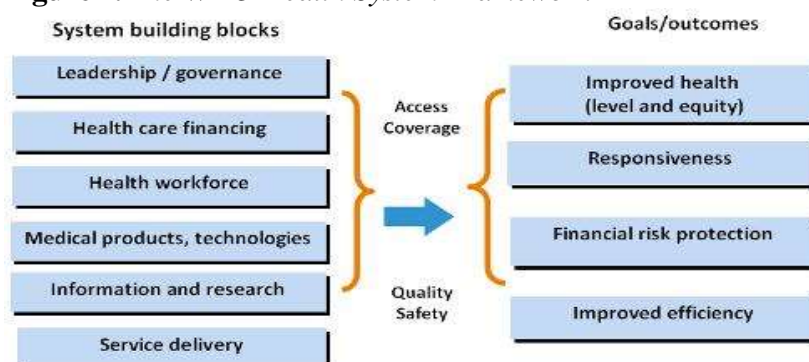 System building blocks
Leadership / governance
Health care financing
Health workforce
Medical products, technologies
Information and research
Service delivery
Access
Coverage
Quality
Safety
Goals/outcomes
Improved health
(level and equity)
Responsiveness
Financial risk protection
Improved efficiency